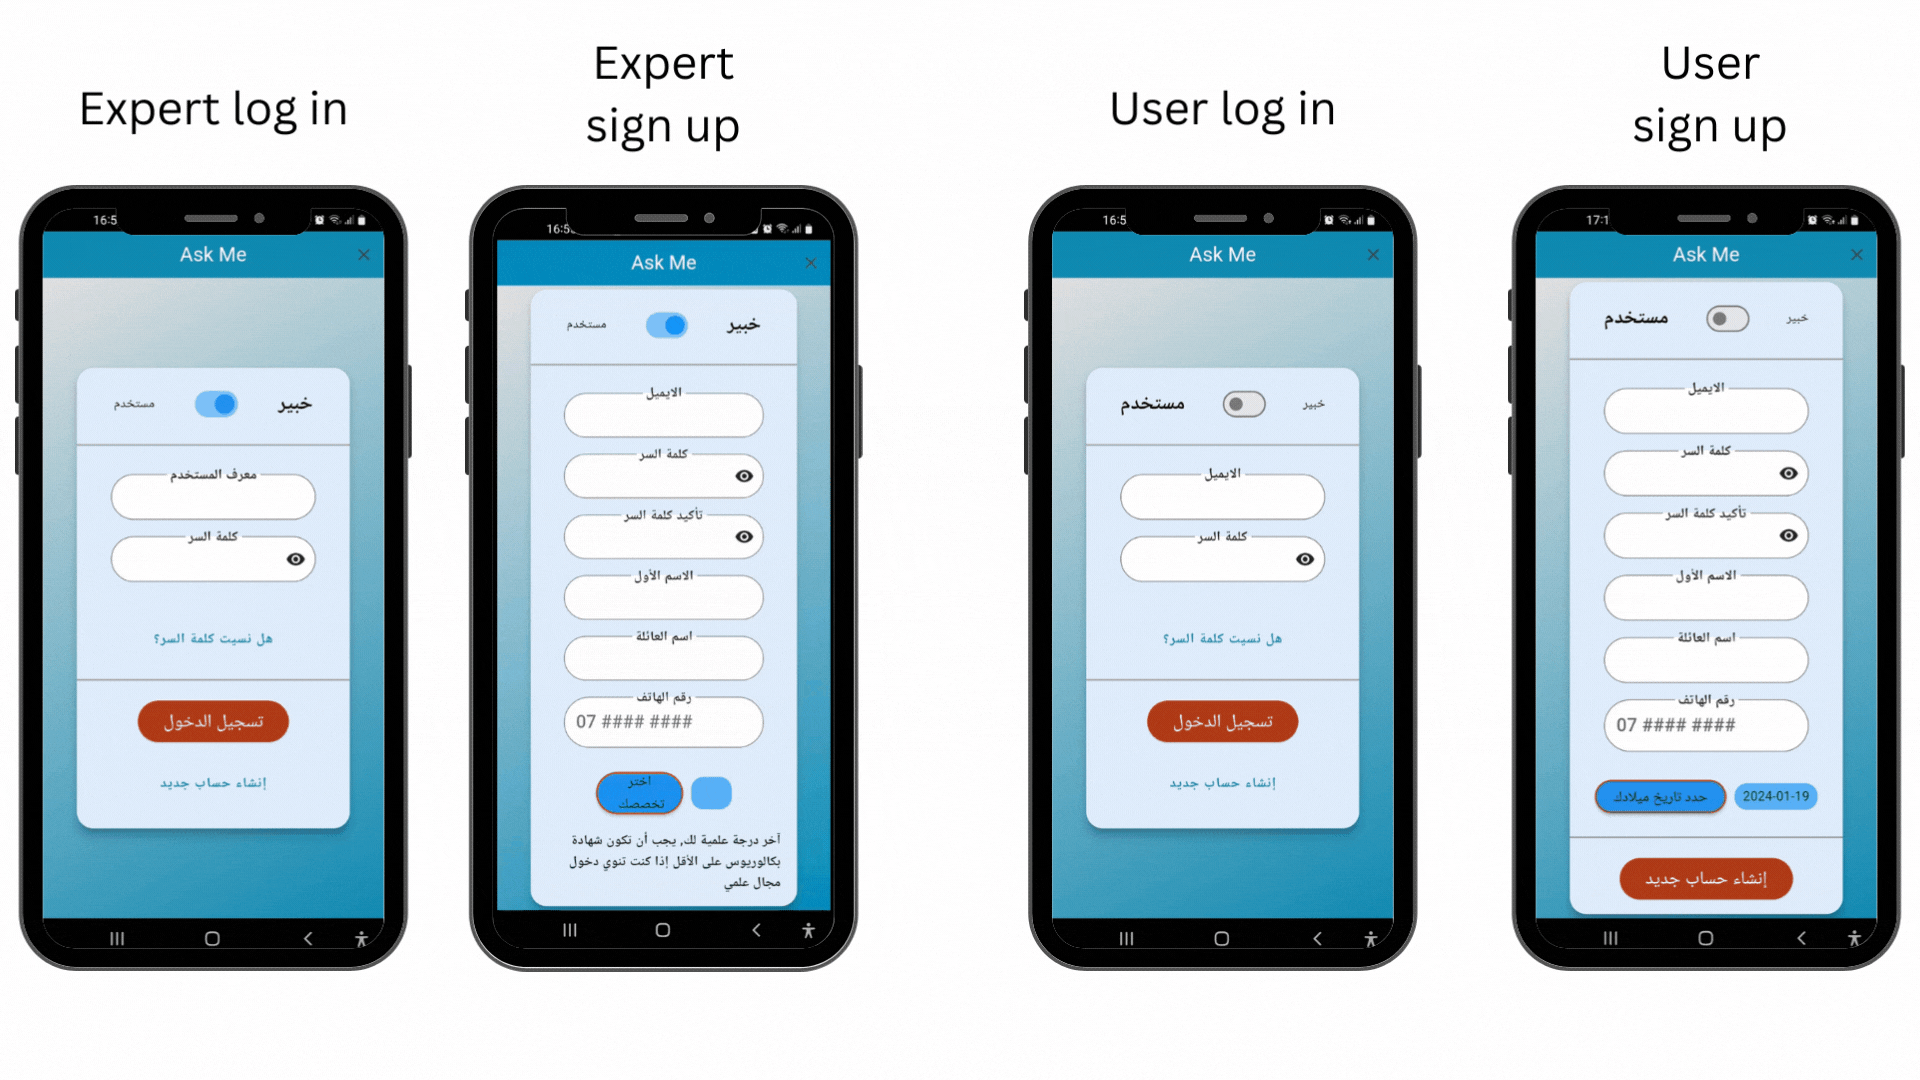 Expert log in
16:5
Ask Me
خبير
مستخدم
معرف المستخدم
كلمة السر
هل نسيت كلمة السر؟
تسجيل الدخول
إنشاء حساب جديد
Expert
sign up
16:5
Ask Me
خبير
مستخدم
الايميل
كلمة السر
تأكيد كلمة السر
الاسم الأول
اسم العائلة
رقم الهاتف
07 #### ####
اختر
تخصصك
آخر درجة علمية لك, يجب أن تكون شهادة
بكالوريوس على الأقل إذا كنت تنوي دخول
مجال علمي
User log in
16:5
Ask Me
خبير
مستخدم
الايميل
كلمة السر
هل نسيت كلمة السر؟
تسجيل الدخول
إنشاء حساب جديد
User
sign up
17:1
Ask Me
خبير
مستخدم
الايميل
كلمة السر
تأكيد كلمة السر
الاسم الأول
اسم العائلة
رقم الهاتف
07 #### ####
حدد تاريخ ميلادك
2024-01-19
إنشاء حساب جديد